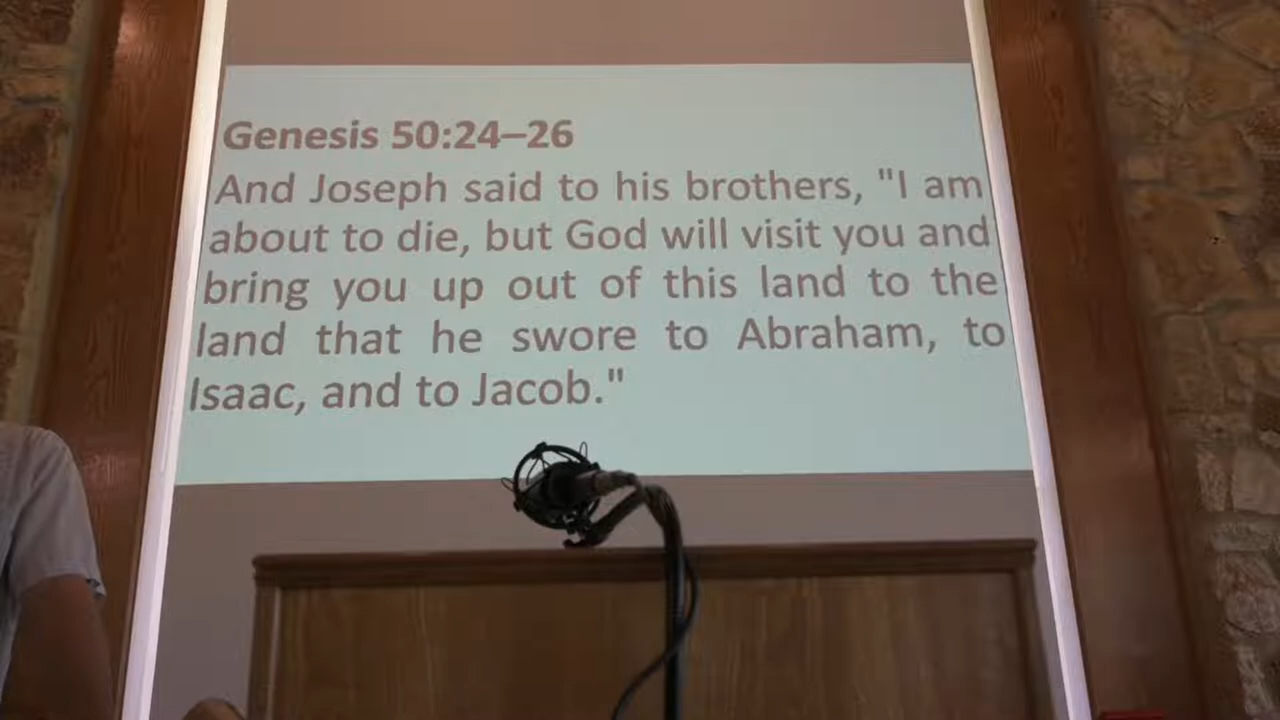 Genesis 50:24–26
And Joseph said to his brothers, "I am
about to die, but God will visit you and
bring you up out of this land to the
land that he swore to Abraham, to
Isaac, and to Jacob."